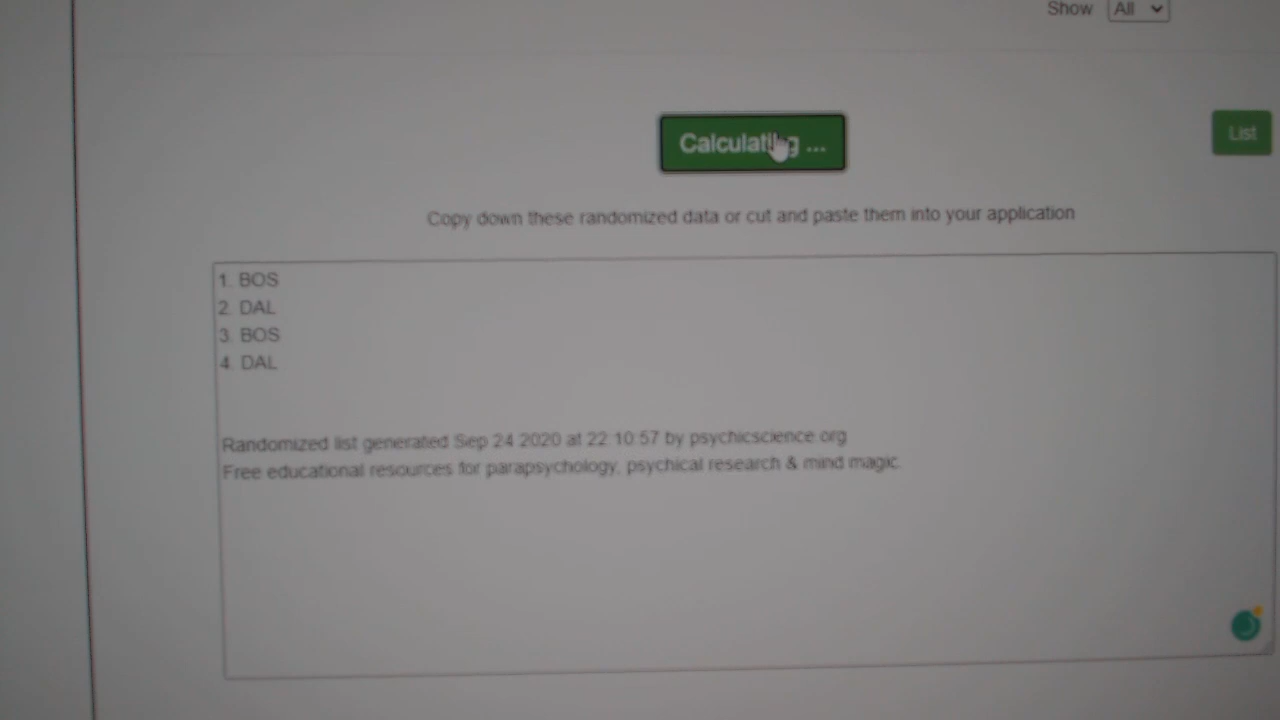 Show All
Calculating ...
List
Copy down these randomized data or cut and paste them into your application
1. BOS
2. DAL
3. BOS
4. DAL
Randomized list generated Sep 24 2020 at 22:10:57 by psychicscience.org
Free educational resources for parapsychology, psychical research & mind magic.